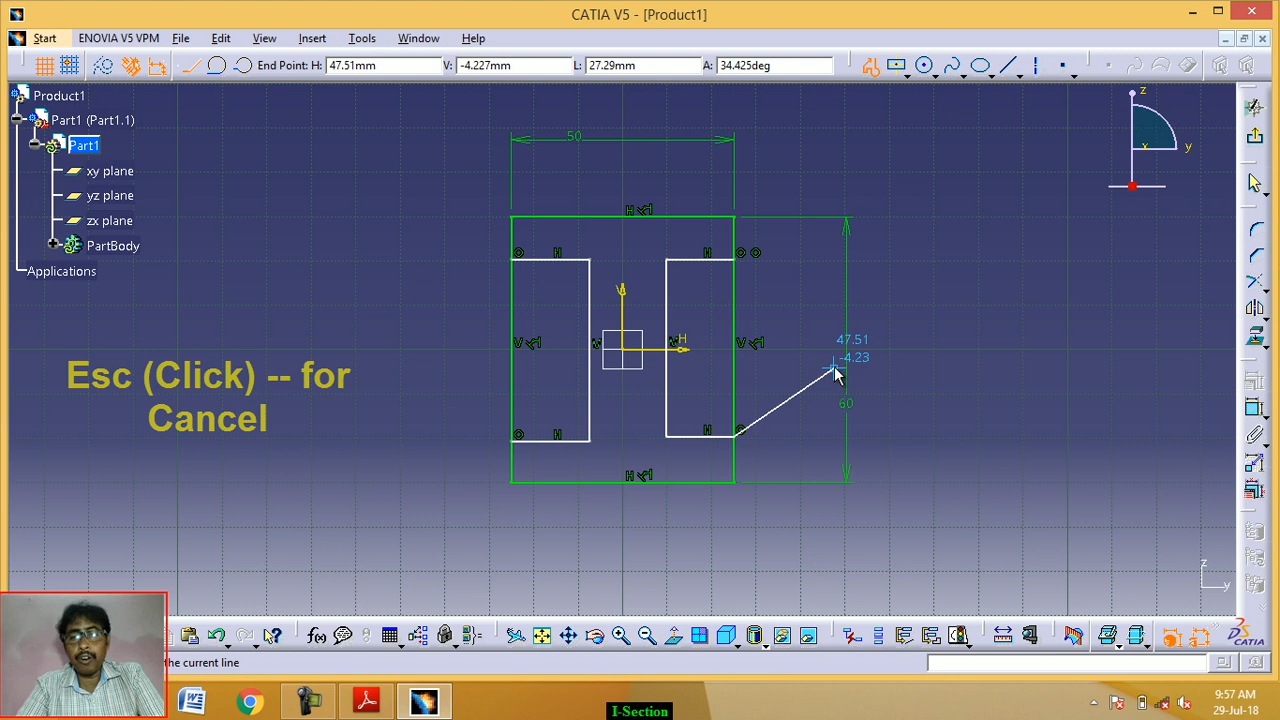 CATIA V5 - [Product1]
Start ENOVIA V5 VPM File Edit View Insert Tools Window Help
End Point: H: 47.51mm V: -4.227mm L: 27.29mm A: 34.425deg
Product1
Part1 (Part1.1)
Part1
xy plane
yz plane
zx plane
PartBody
Applications
z
x
y
50
H
H
H
V
V
V
V
H
V
47.51
-4.23
60
H
H
H
Esc (Click) -- for
Cancel
z
y
f(x)
the current line
DS
CATIA
W
I-Section
9:57 AM
29-Jul-18